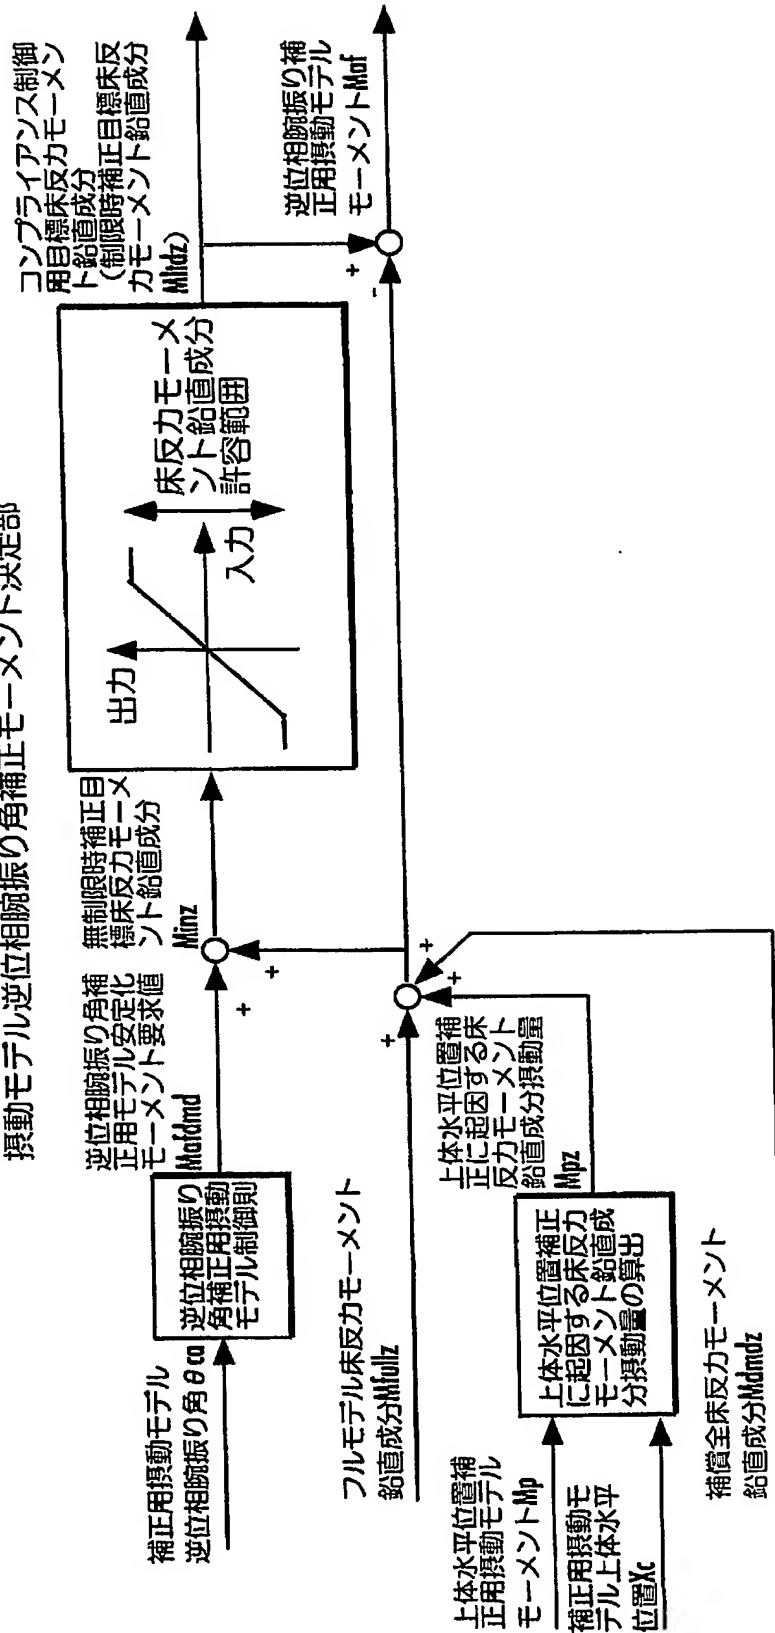 摂動モデル逆位相腕振り角補正モーメント決定部
補正用摂動モデル
逆位相腕振り角θca
逆位相腕振り
角補正用摂動
モデル制御則
逆位相腕振り角補
正用モデル安定化
モーメント要求値
Mafdmd
+
+
無制限時補正目
標床反力モーメ
ント鉛直成分
Minz
出力
入力
床反力モーメ
ント鉛直成分
許容範囲
コンプライアンス制御
用目標床反力モーメン
ト鉛直成分
(制限時補正目標床反
力モーメント鉛直成分
Mltdz)
+
-
逆位相腕振り補
正用摂動モデル
モーメントMaf
フルモデル床反力モーメント
鉛直成分Mfullz
+
+
+
上体水平位置補
正用摂動モデル
モーメントMp
補正用摂動モ
デル上体水平
位置Xc
上体水平位置補正
に起因する床反力
モーメント鉛直成
分摂動量の算出
上体水平位置補
正に起因する床
反力モーメント
鉛直成分摂動量
Mpz
補償全床反力モーメント
鉛直成分Mdmdz